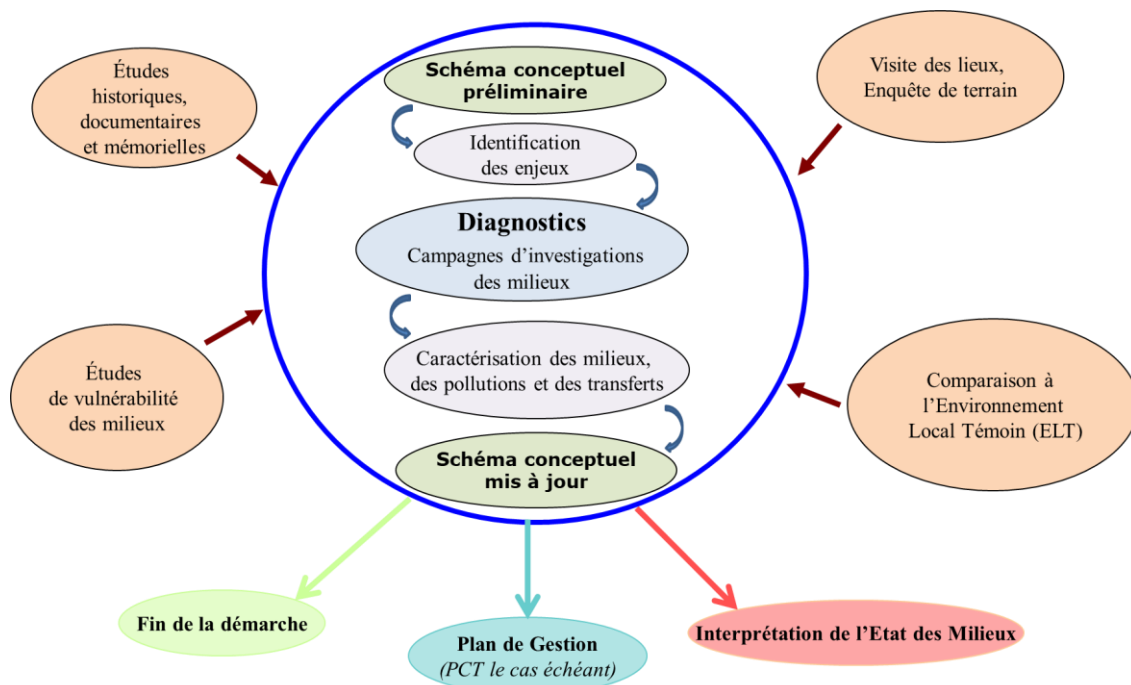 Études
historiques,
documentaires
et mémorielles
Schéma conceptuel
préliminaire
Visite des lieux,
Enquête de terrain
Identification
des enjeux
Diagnostics
Campagnes d’investigations
des milieux
Études
de vulnérabilité
des milieux
Caractérisation des milieux,
des pollutions et des transferts
Comparaison à
l’Environnement
Local Témoin (ELT)
Schéma conceptuel
mis à jour
Fin de la démarche
Plan de Gestion
(PCT le cas échéant)
Interprétation de l’Etat des Milieux